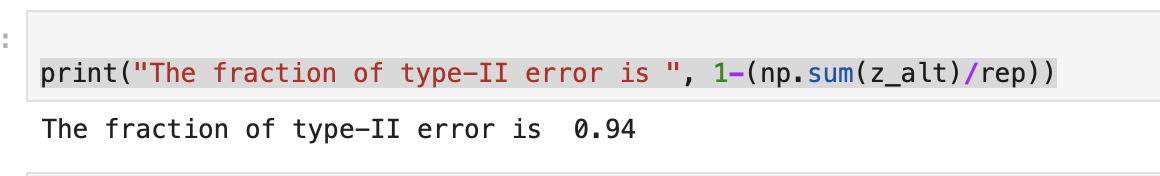 :
print("The fraction of type-II error is ", 1-(np.sum(z_alt)/rep))
The fraction of type-II error is  0.94